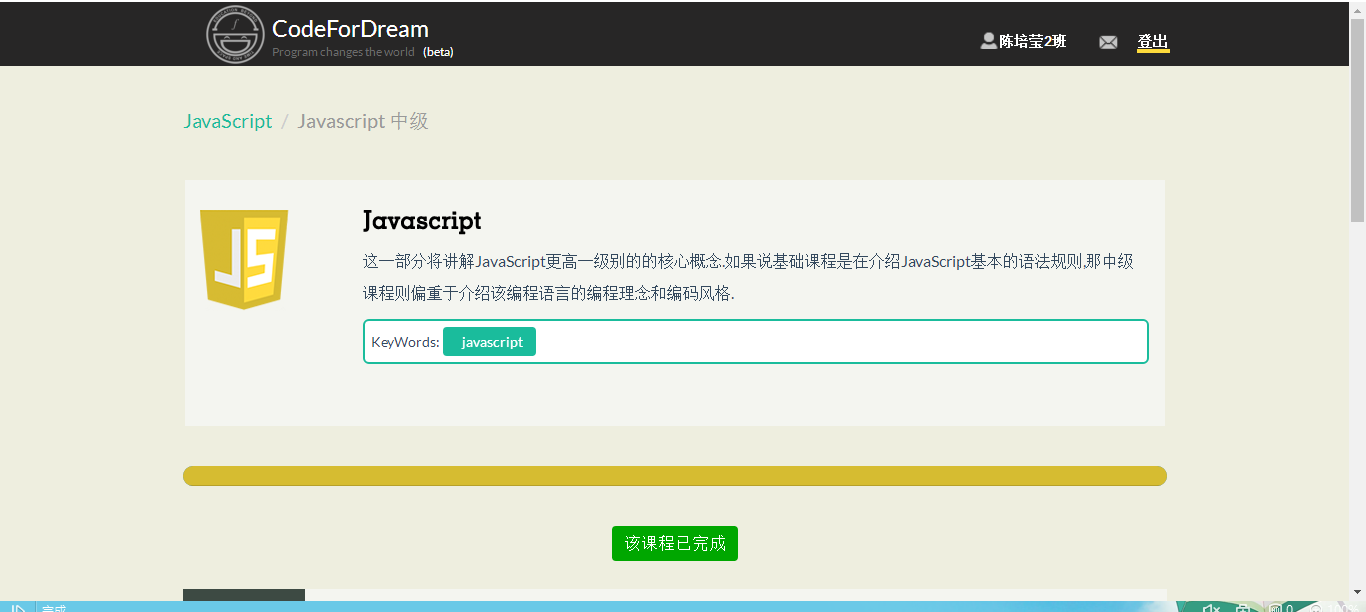 CodeForDream
Program changes the world (beta)
陈培莹2班
登出
JavaScript / Javascript 中级
JS
Javascript
这一部分将讲解JavaScript更高一级别的的核心概念.如果说基础课程是在介绍JavaScript基本的语法规则,那中级
课程则偏重于介绍该编程语言的编程理念和编码风格.
KeyWords: javascript
该课程已完成
完成